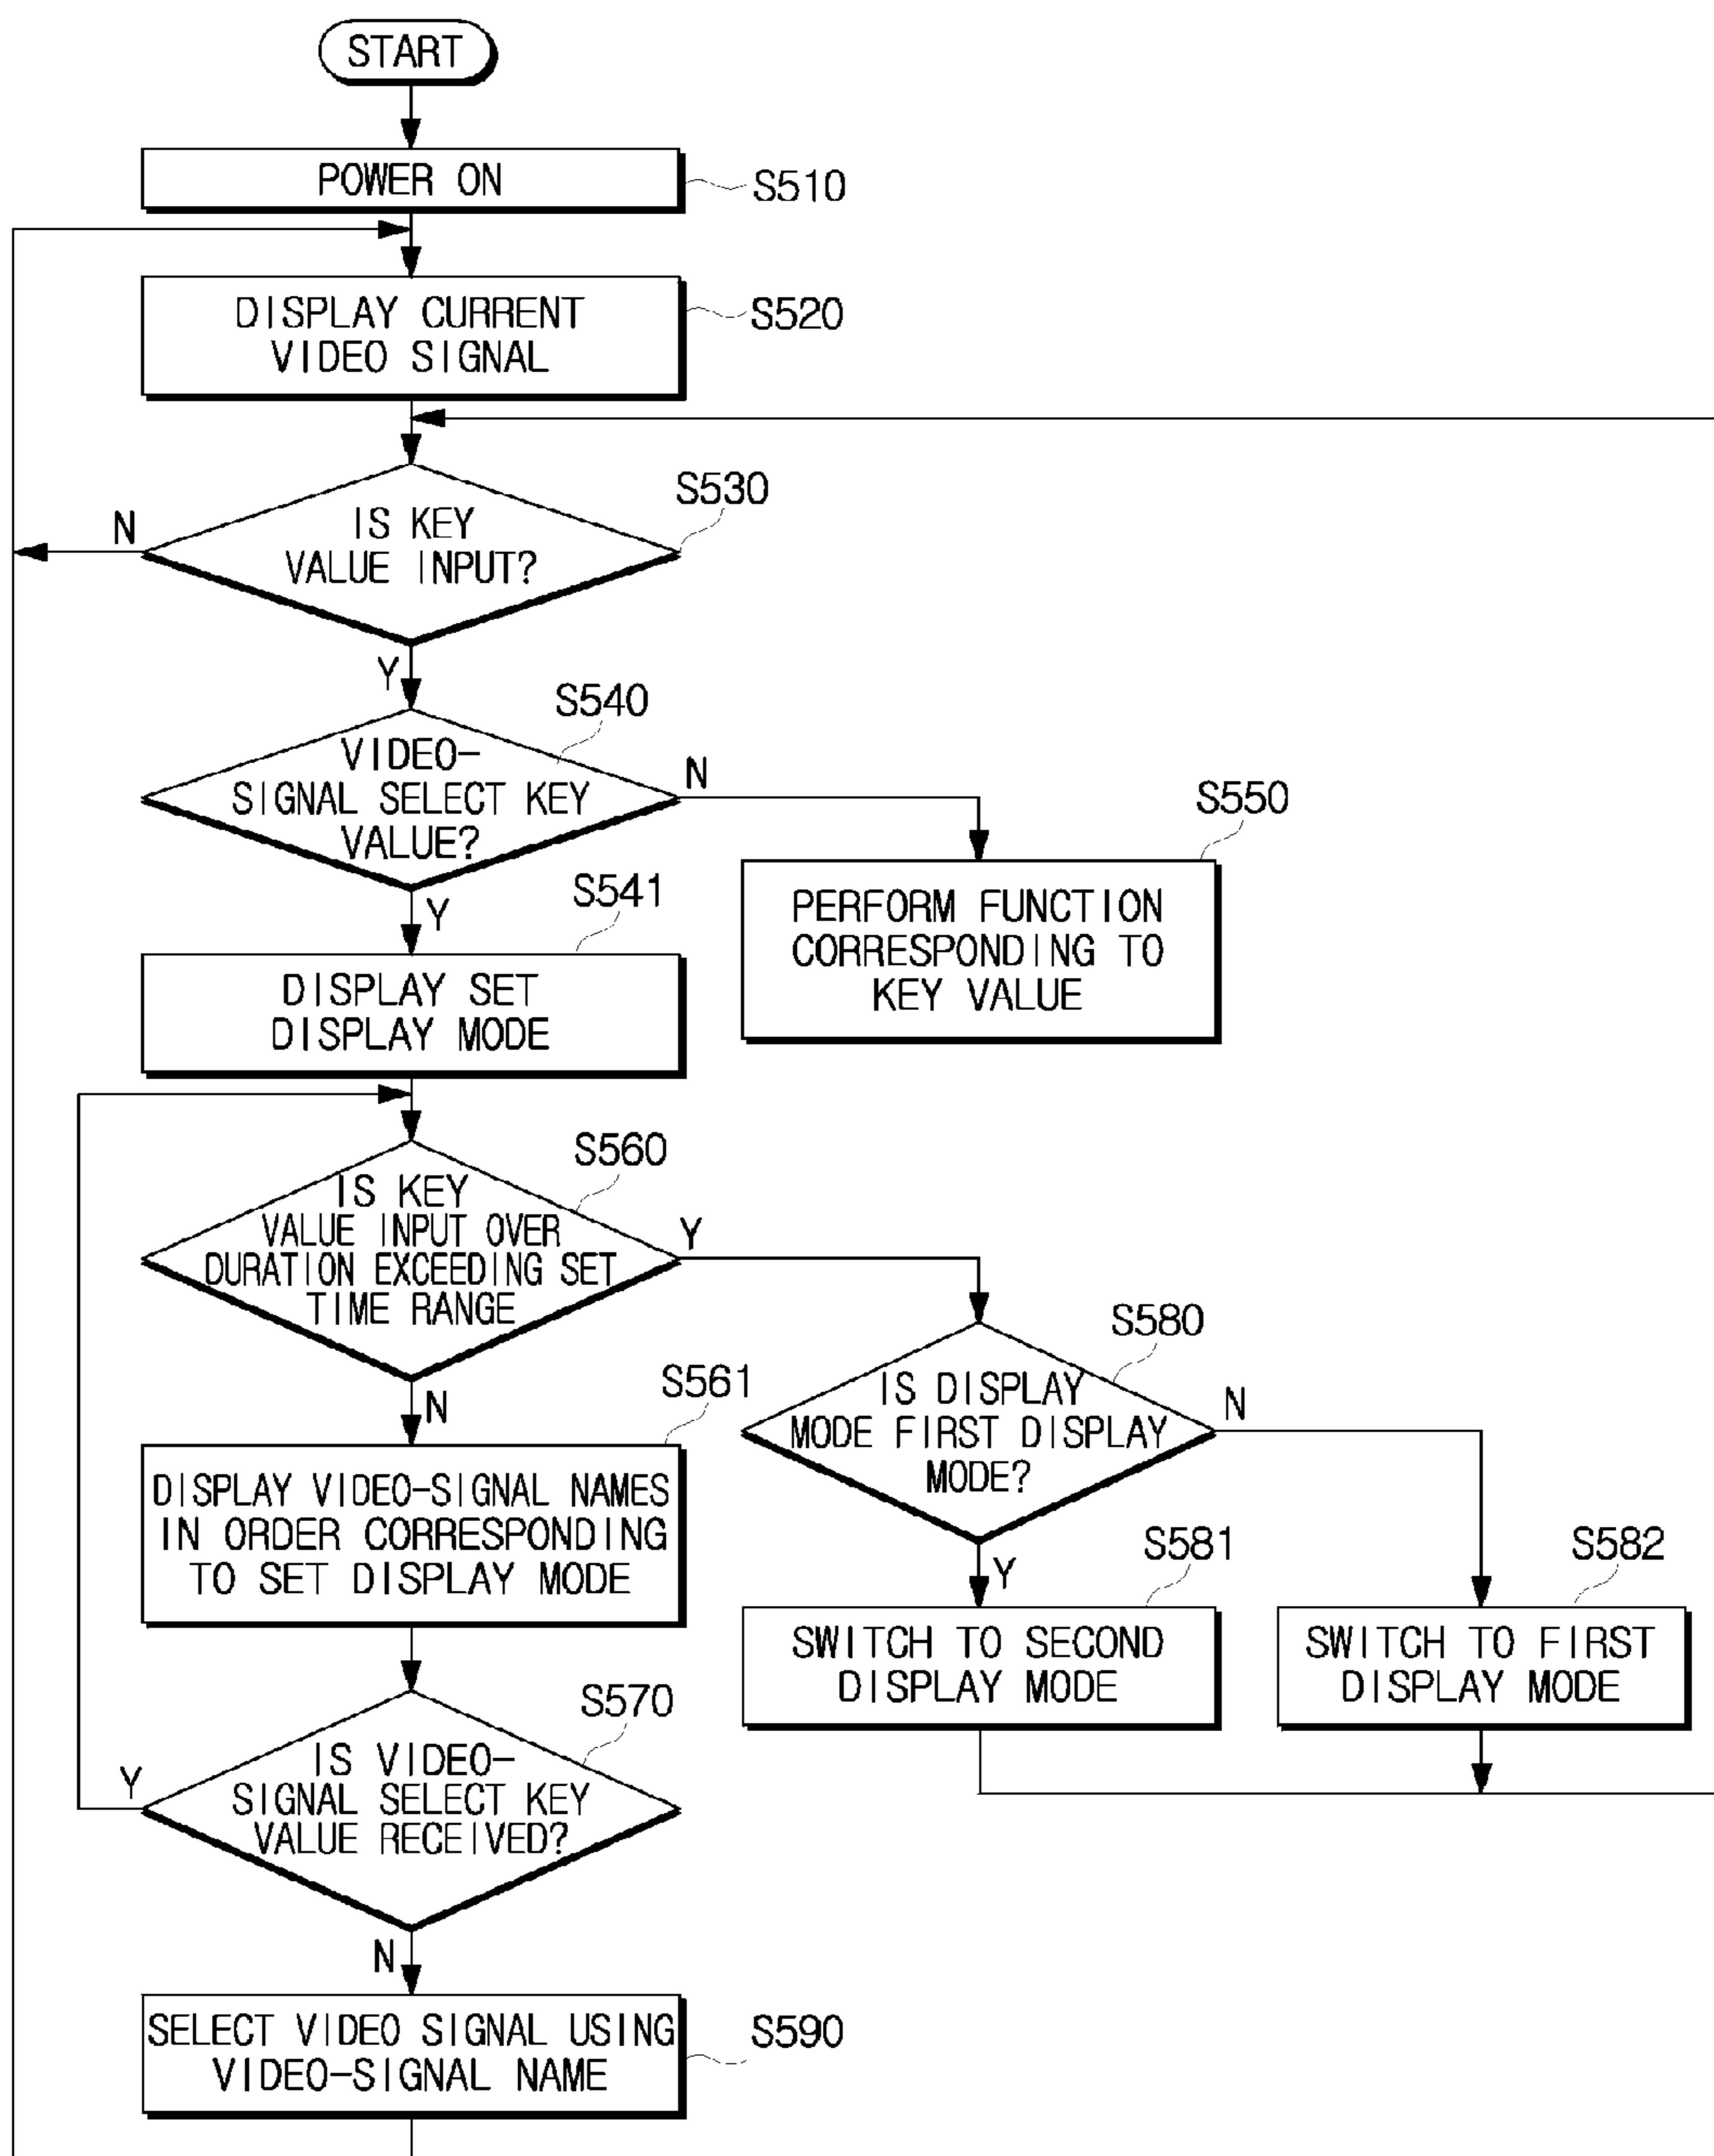 START
POWER ON
S510
DISPLAY CURRENT
VIDEO SIGNAL
S520
S530
IS KEY
VALUE INPUT?
N
Y
S540
VIDEO-
SIGNAL SELECT KEY
VALUE?
N
Y
S550
PERFORM FUNCTION
CORRESPONDING TO
KEY VALUE
S541
DISPLAY SET
DISPLAY MODE
S560
IS KEY
VALUE INPUT OVER
DURATION EXCEEDING SET
TIME RANGE
Y
N
S580
IS DISPLAY
MODE FIRST DISPLAY
MODE?
N
Y
S561
DISPLAY VIDEO-SIGNAL NAMES
IN ORDER CORRESPONDING
TO SET DISPLAY MODE
S581
SWITCH TO SECOND
DISPLAY MODE
S582
SWITCH TO FIRST
DISPLAY MODE
S570
IS VIDEO-
SIGNAL SELECT KEY
VALUE RECEIVED?
Y
N
SELECT VIDEO SIGNAL USING
VIDEO-SIGNAL NAME
S590